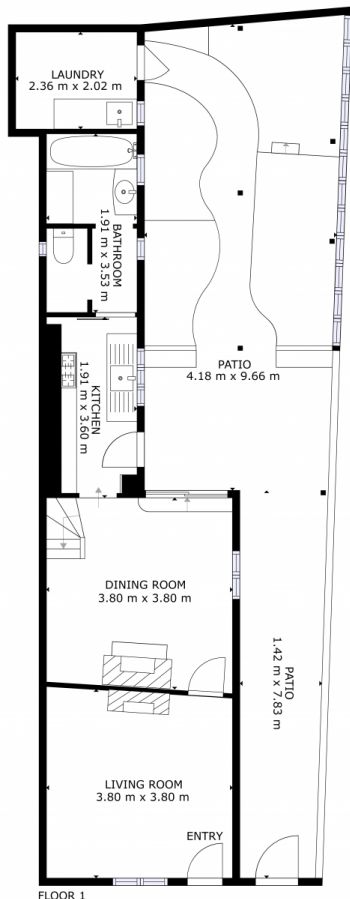 LAUNDRY
2.36 m x 2.02 m
BATHROOM
1.91 m x 3.53 m
KITCHEN
1.91 m x 3.60 m
PATIO
4.18 m x 9.66 m
DINING ROOM
3.80 m x 3.80 m
PATIO
1.42 m x 7.83 m
LIVING ROOM
3.80 m x 3.80 m
ENTRY
FLOOR 1